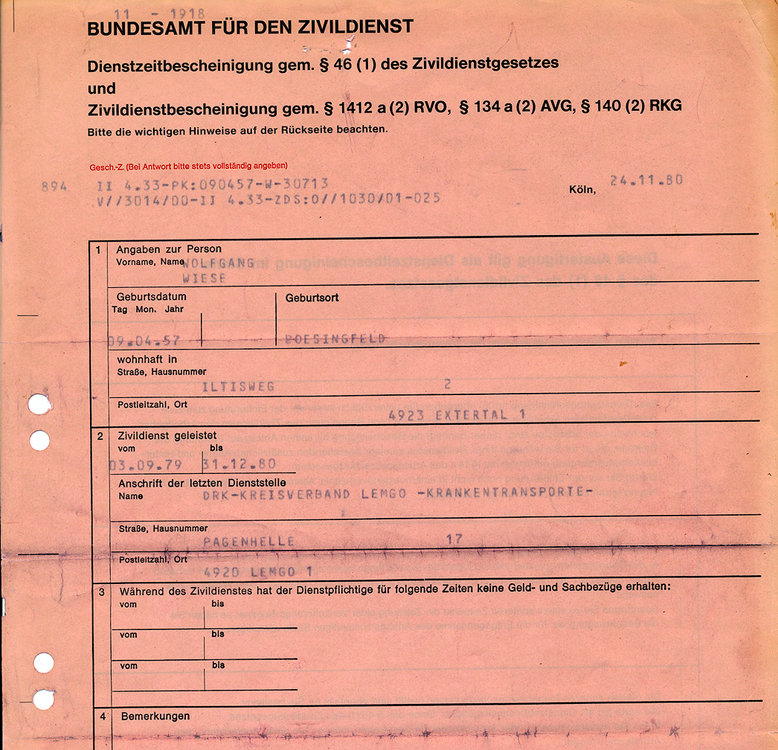 11 - 1918
BUNDESAMT FÜR DEN ZIVILDIENST
Dienstzeitbescheinigung gem. § 46 (1) des Zivildienstgesetzes
und
Zivildienstbescheinigung gem. § 1412 a (2) RVO, § 134 a (2) AVG, § 140 (2) RKG
Bitte die wichtigen Hinweise auf der Rückseite beachten.
Gesch.-Z. (Bei Antwort bitte stets vollständig angeben)
894 II 4.33-PK:090457-W-30713
Köln, 24.11.80
V//3014/00-II 4.33-ZDS:0//1030/01-025
1 Angaben zur Person
Vorname, Name WOLFGANG
WIESE
Geburtsdatum Geburtsort
Tag Mon. Jahr
09.04.57 BOESINGFELD
wohnhaft in
Straße, Hausnummer
ILTISWEG 2
Postleitzahl, Ort
4923 EXTERTAL 1
2 Zivildienst geleistet
vom bis
03.09.79 31.12.80
Anschrift der letzten Dienststelle
Name DRK-KREISVERBAND LEMGO -KRANKENTRANSPORTE-
Straße, Hausnummer
PAGENHELLE 17
Postleitzahl, Ort
4920 LEMGO 1
3 Während des Zivildienstes hat der Dienstpflichtige für folgende Zeiten keine Geld- und Sachbezüge erhalten:
vom bis
vom bis
vom bis
4 Bemerkungen